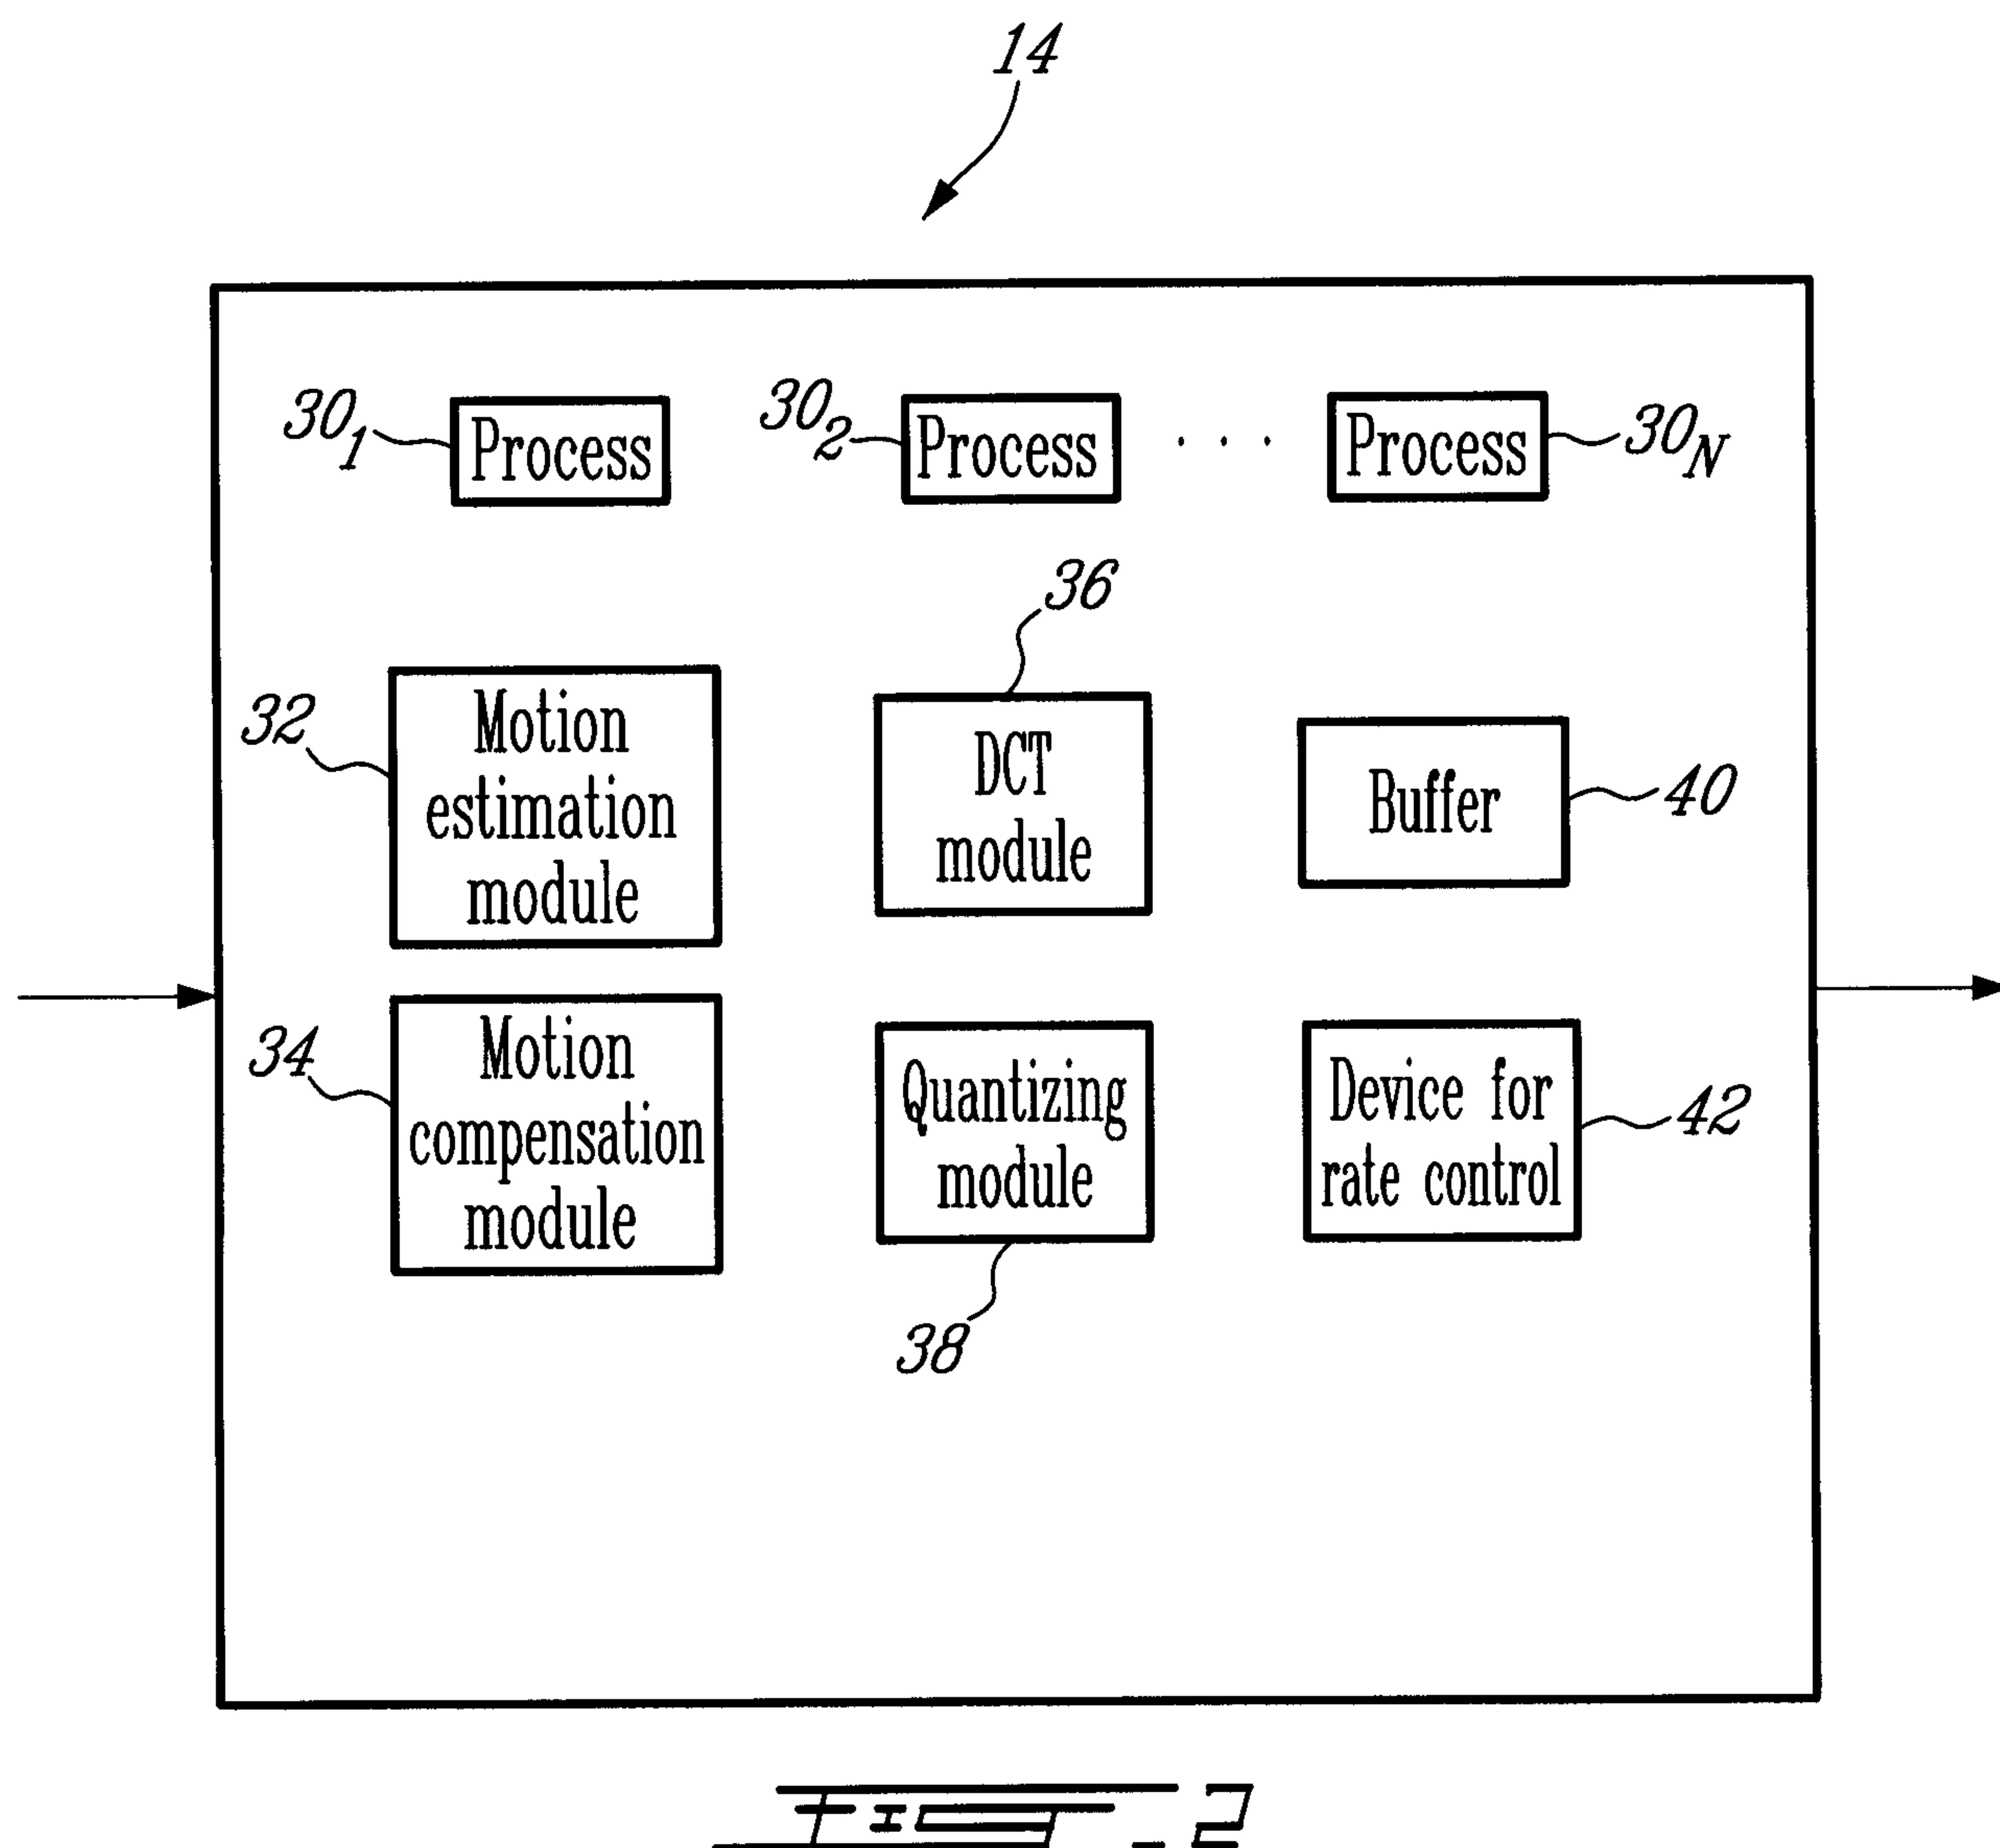 14
30₁ Process
30₂ Process . . . Process 30N
36
32
Motion
estimation
module
DCT
module
Buffer
40
34
Motion
compensation
module
Quantizing
module
Device for
rate control
42
38
Fig. 2